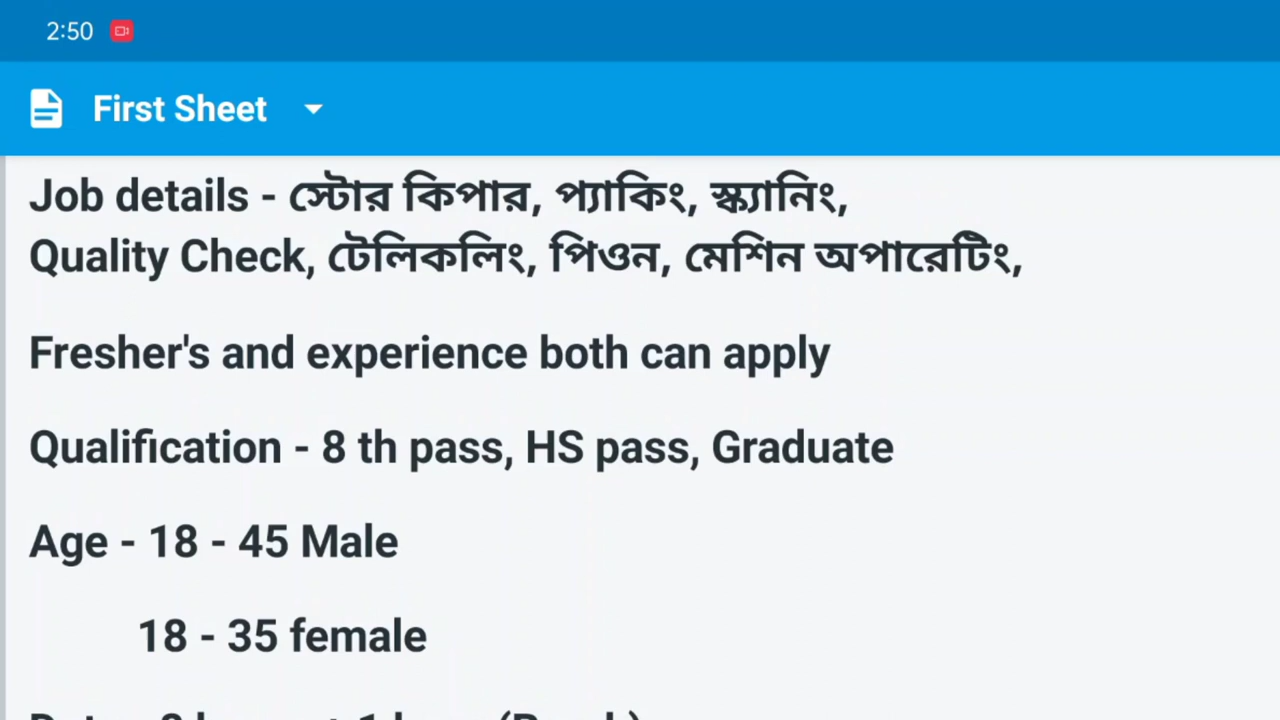 2:50
First Sheet
Job details - স্টোর কিপার, প্যাকিং, স্ক্যানিং,
Quality Check, টেলিকলিং, পিওন, মেশিন অপারেটিং,
Fresher's and experience both can apply
Qualification - 8 th pass, HS pass, Graduate
Age - 18 - 45 Male
18 - 35 female